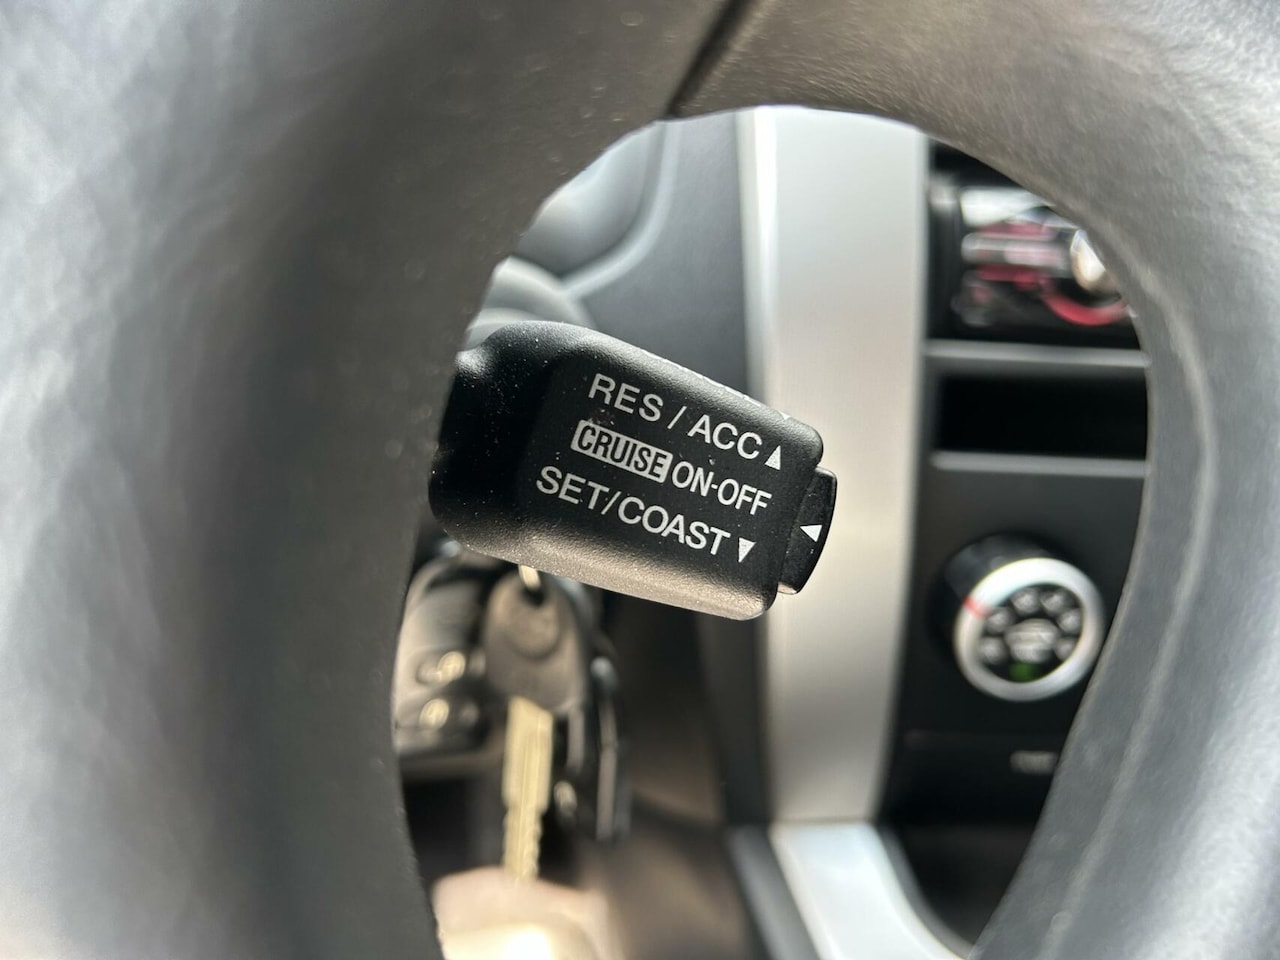 RES / ACC▲
CRUISE ON-OFF ◀
SET/COAST▼